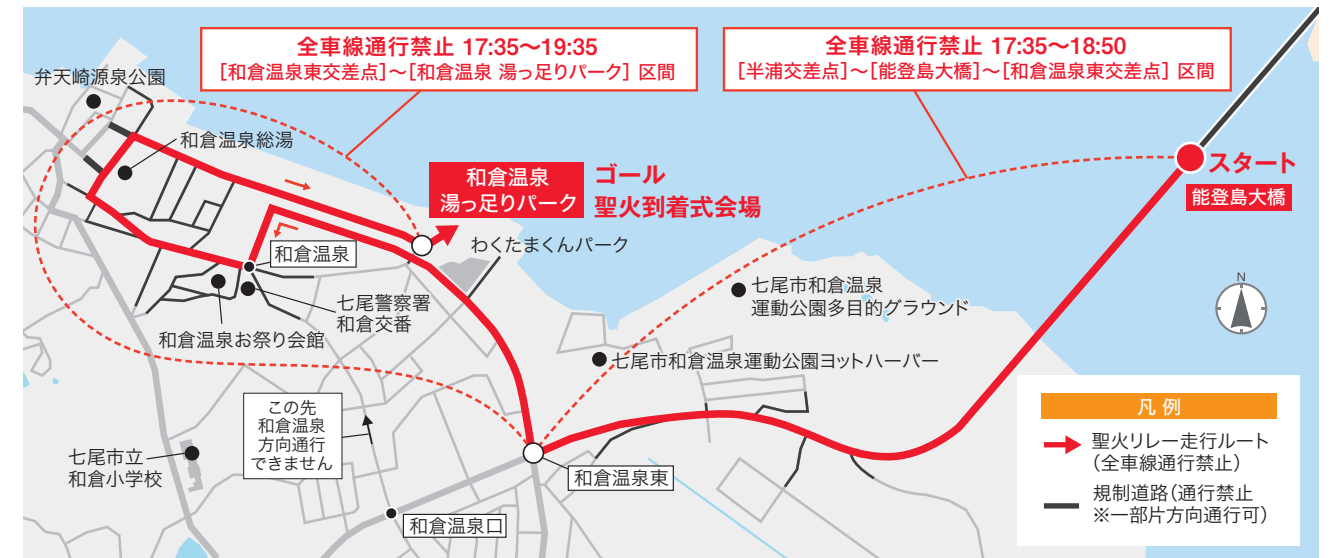 全車線通行禁止 17:35〜19:35
［和倉温泉東交差点］〜［和倉温泉 湯っ足りパーク］ 区間
全車線通行禁止 17:35〜18:50
［半浦交差点］〜［能登島大橋］〜［和倉温泉東交差点］ 区間
弁天崎源泉公園
和倉温泉総湯
和倉温泉
湯っ足りパーク
ゴール
聖火到着式会場
スタート
能登島大橋
和倉温泉
わくたまくんパーク
七尾警察署
和倉交番
和倉温泉お祭り会館
七尾市和倉温泉
運動公園多目的グラウンド
七尾市和倉温泉運動公園ヨットハーバー
N
この先
和倉温泉
方向通行
できません
七尾市立
和倉小学校
和倉温泉東
和倉温泉口
凡 例
聖火リレー走行ルート
（全車線通行禁止）
規制道路（通行禁止
※一部片方向通行可）